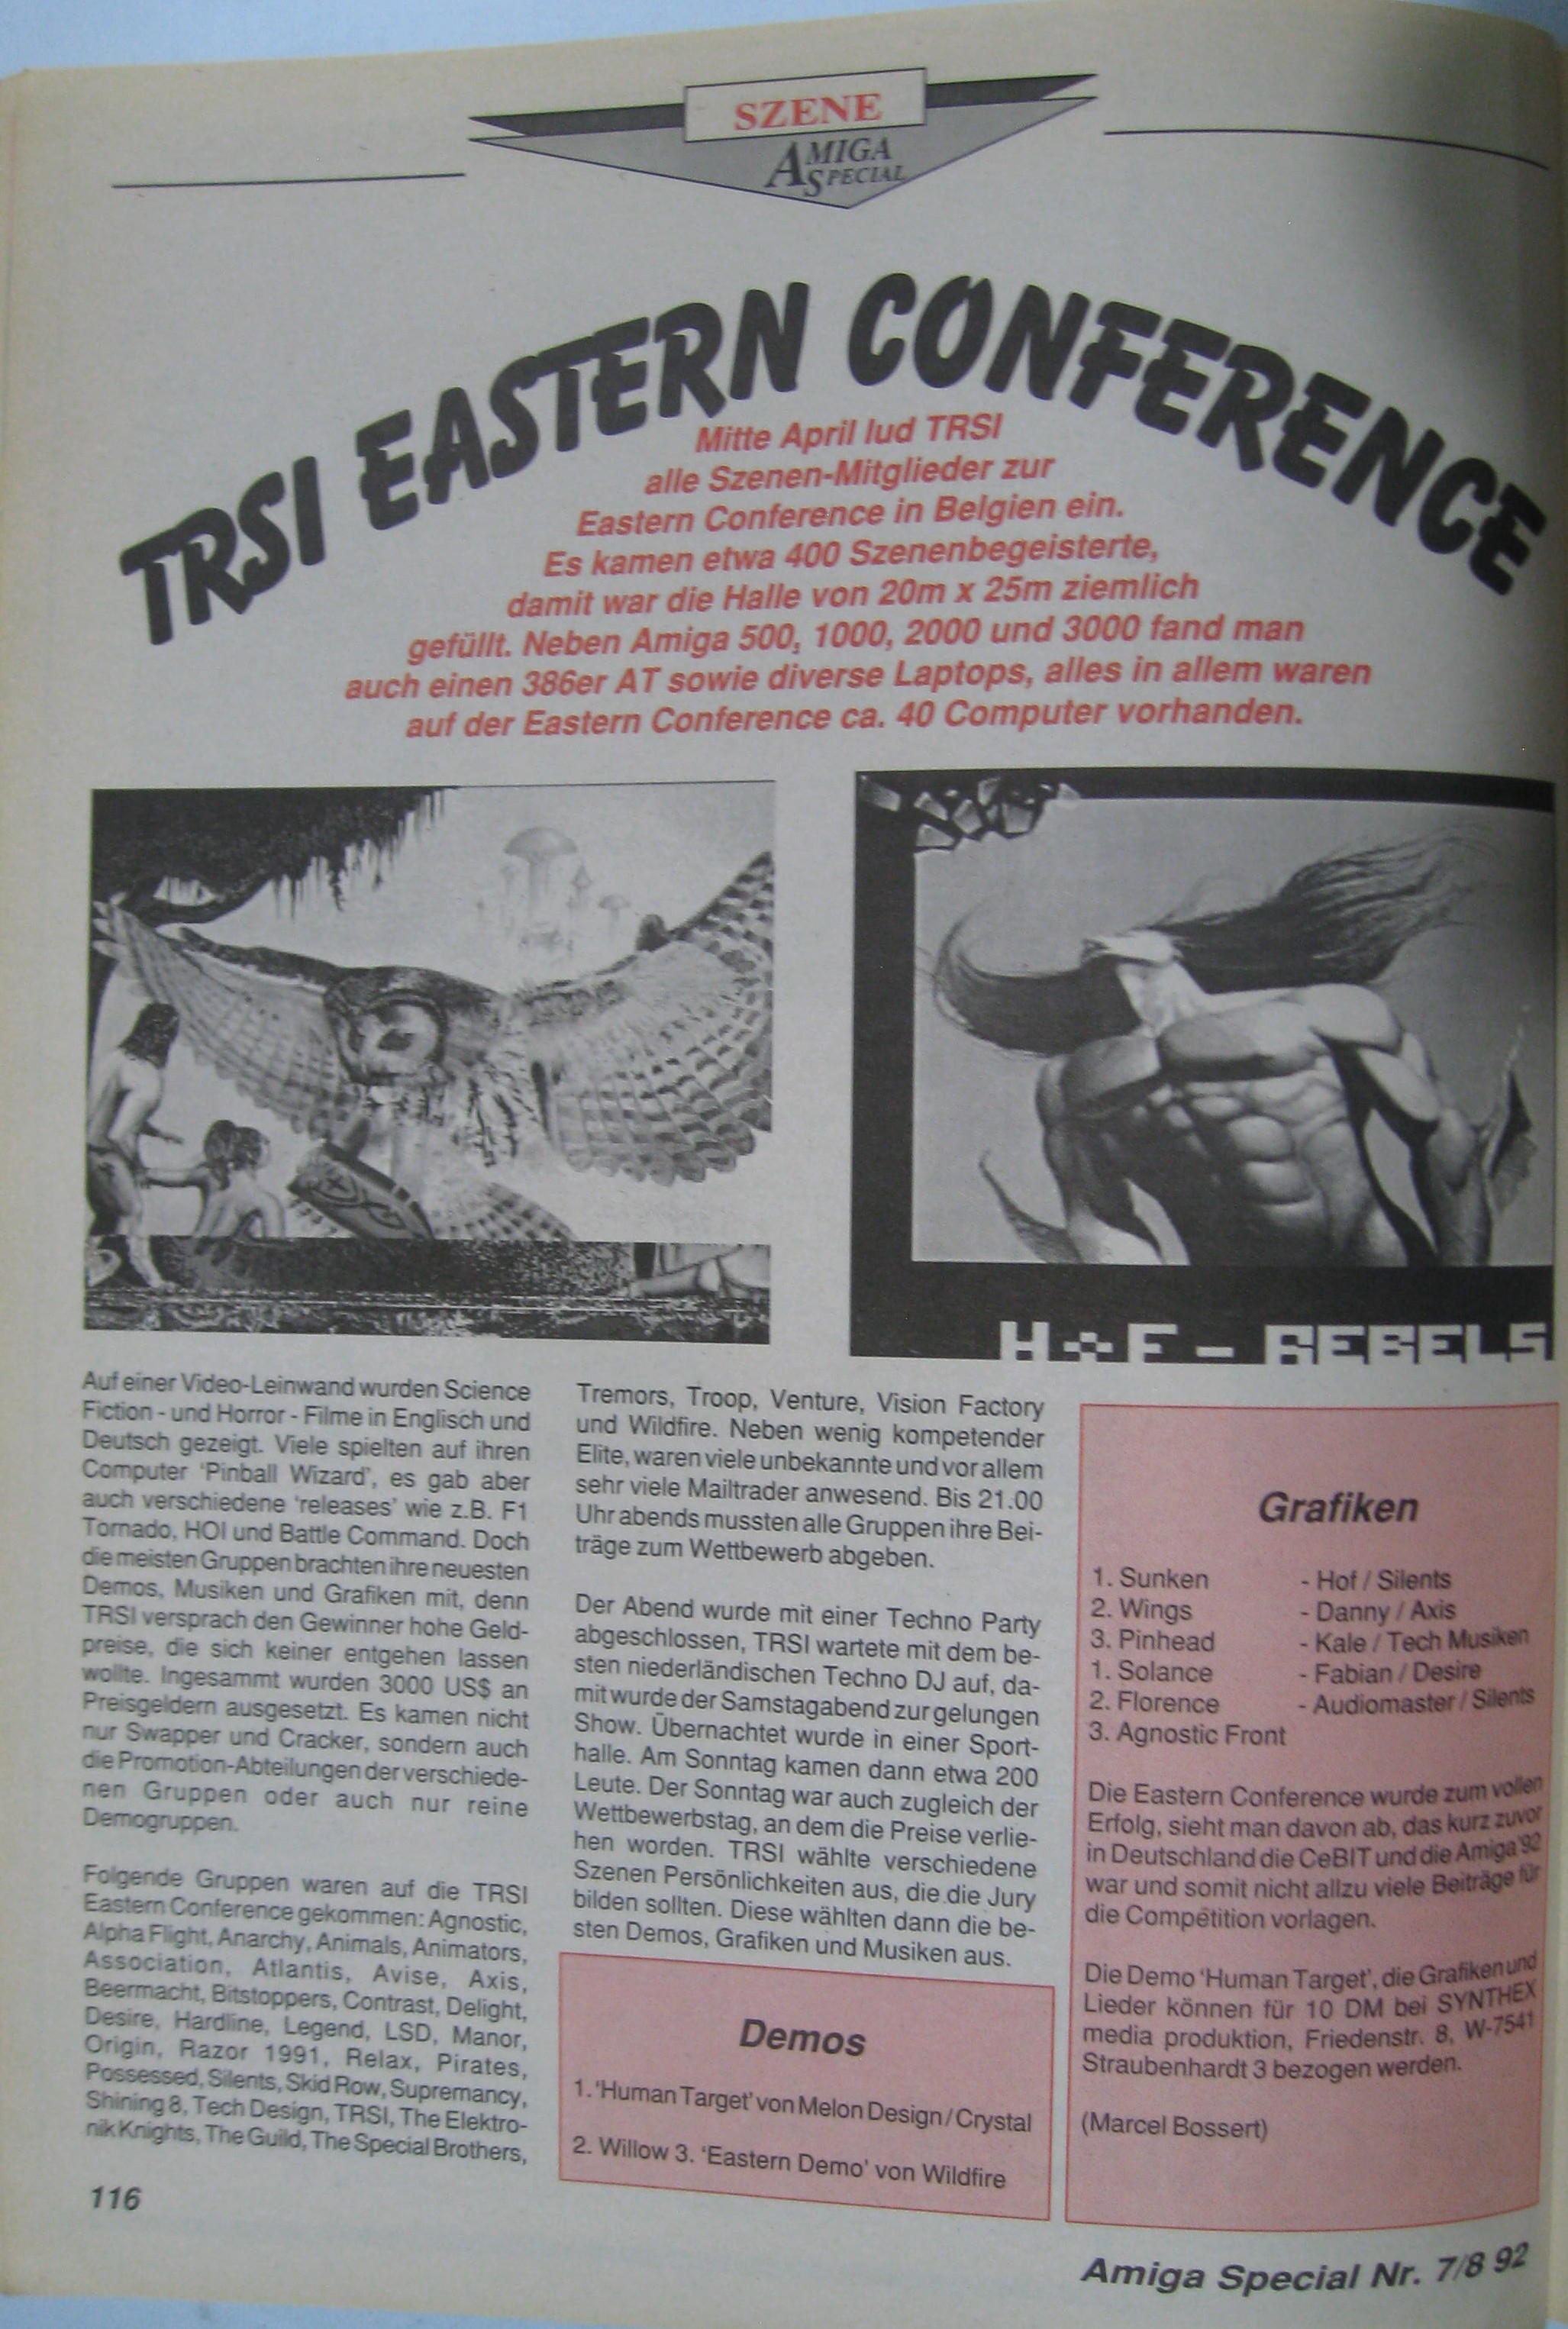 SZENE
AMIGA
SPECIAL
TRSI EASTERN CONFERENCE
Mitte April lud TRSI
alle Szenen-Mitglieder zur
Eastern Conference in Belgien ein.
Es kamen etwa 400 Szenenbegeisterte,
damit war die Halle von 20m x 25m ziemlich
gefüllt. Neben Amiga 500, 1000, 2000 und 3000 fand man
auch einen 386er AT sowie diverse Laptops, alles in allem waren
auf der Eastern Conference ca. 40 Computer vorhanden.
REBELS
Auf einer Video-Leinwand wurden Science
Fiction - und Horror - Filme in Englisch und
Deutsch gezeigt. Viele spielten auf ihren
Computer 'Pinball Wizard', es gab aber
auch verschiedene 'releases' wie z.B. F1
Tornado, HOI und Battle Command. Doch
die meisten Gruppen brachten ihre neuesten
Demos, Musiken und Grafiken mit, denn
TRSI versprach den Gewinner hohe Geld-
preise, die sich keiner entgehen lassen
wollte. Ingesammt wurden 3000 US$ an
Preisgeldern ausgesetzt. Es kamen nicht
nur Swapper und Cracker, sondern auch
die Promotion-Abteilungen der verschiede-
nen Gruppen oder auch nur reine
Demogruppen.
Folgende Gruppen waren auf die TRSI
Eastern Conference gekommen: Agnostic,
Alpha Flight, Anarchy, Animals, Animators,
Association, Atlantis, Avise, Axis,
Beermacht, Bitstoppers, Contrast, Delight,
Desire, Hardline, Legend, LSD, Manor,
Origin, Razor 1991, Relax, Pirates,
Possessed, Silents, Skid Row, Supremancy,
Shining 8, Tech Design, TRSI, The Elektro-
nik Knights, The Guild, The Special Brothers,
Tremors, Troop, Venture, Vision Factory
und Wildfire. Neben wenig kompetender
Elite, waren viele unbekannte und vor allem
sehr viele Mailtrader anwesend. Bis 21.00
Uhr abends mussten alle Gruppen ihre Bei-
träge zum Wettbewerb abgeben.
Der Abend wurde mit einer Techno Party
abgeschlossen, TRSI wartete mit dem be-
sten niederländischen Techno DJ auf, da-
mit wurde der Samstagabend zur gelungen
Show. Übernachtet wurde in einer Sport-
halle. Am Sonntag kamen dann etwa 200
Leute. Der Sonntag war auch zugleich der
Wettbewerbstag, an dem die Preise verlie-
hen worden. TRSI wählte verschiedene
Szenen Persönlichkeiten aus, die die Jury
bilden sollten. Diese wählten dann die be-
sten Demos, Grafiken und Musiken aus.
Demos
1. 'Human Target' von Melon Design / Crystal
2. Willow 3. 'Eastern Demo' von Wildfire
Grafiken
1. Sunken - Hof / Silents
2. Wings - Danny / Axis
3. Pinhead - Kale / Tech Musiken
1. Solance - Fabian / Desire
2. Florence - Audiomaster / Silents
3. Agnostic Front
Die Eastern Conference wurde zum vollen
Erfolg, sieht man davon ab, das kurz zuvor
in Deutschland die CeBIT und die Amiga'92
war und somit nicht allzu viele Beiträge für
die Compétition vorlagen.
Die Demo 'Human Target', die Grafiken und
Lieder können für 10 DM bei SYNTHEX
media produktion, Friedenstr. 8, W-7541
Straubenhardt 3 bezogen werden.
(Marcel Bossert)
116
Amiga Special Nr. 7/8 92